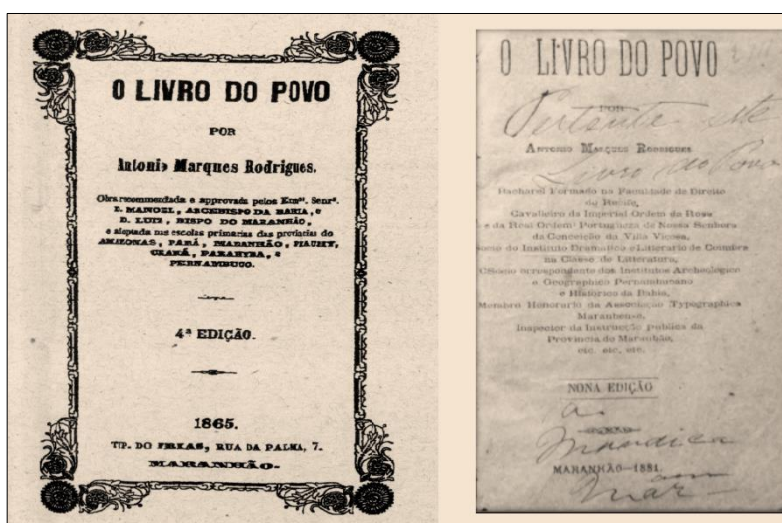 O LIVRO DO POVO
POR
Antonio Marques Rodrigues.
Obra recommendada e approvada pelos Exmos. Senrs.
D. MANOEL, ARCEBISPO DA BAHIA, e
D. LUIZ, BISPO DO MARANHÃO,
e adoptada nas escolas primarias das provincias do
AMAZONAS, PARÁ, MARANHÃO, PIAUHY,
CEARÁ, PARAHYBA, e
PERNAMBUCO.
4ª EDIÇÃO.
1865.
TYP. DO FRIAS, RUA DA PALMA, 7.
MARANHÃO.
O LIVRO DO POVO
POR
Pertence este
ANTONIO MARQUES RODRIGUES
Livro do Povo
Bacharel Formado na Faculdade de Direito
do Recife,
Cavalleiro da Imperial Ordem da Rosa
e da Real Ordem Portugueza de Nossa Senhora
da Conceição da Villa Viçosa,
Socio do Instituto Dramatico e Litterario de Coimbra
na Classe de Litteratura,
Socio correspondente dos Institutos Archeologico
e Geographico Pernambucano
e Historico da Bahia,
Membro Honorario da Associação Typographica
Maranhense,
Inspector da Instrucção publica da
Provincia do Maranhão,
etc. etc. etc.
NONA EDIÇÃO
a
MARANHÃO—1881.